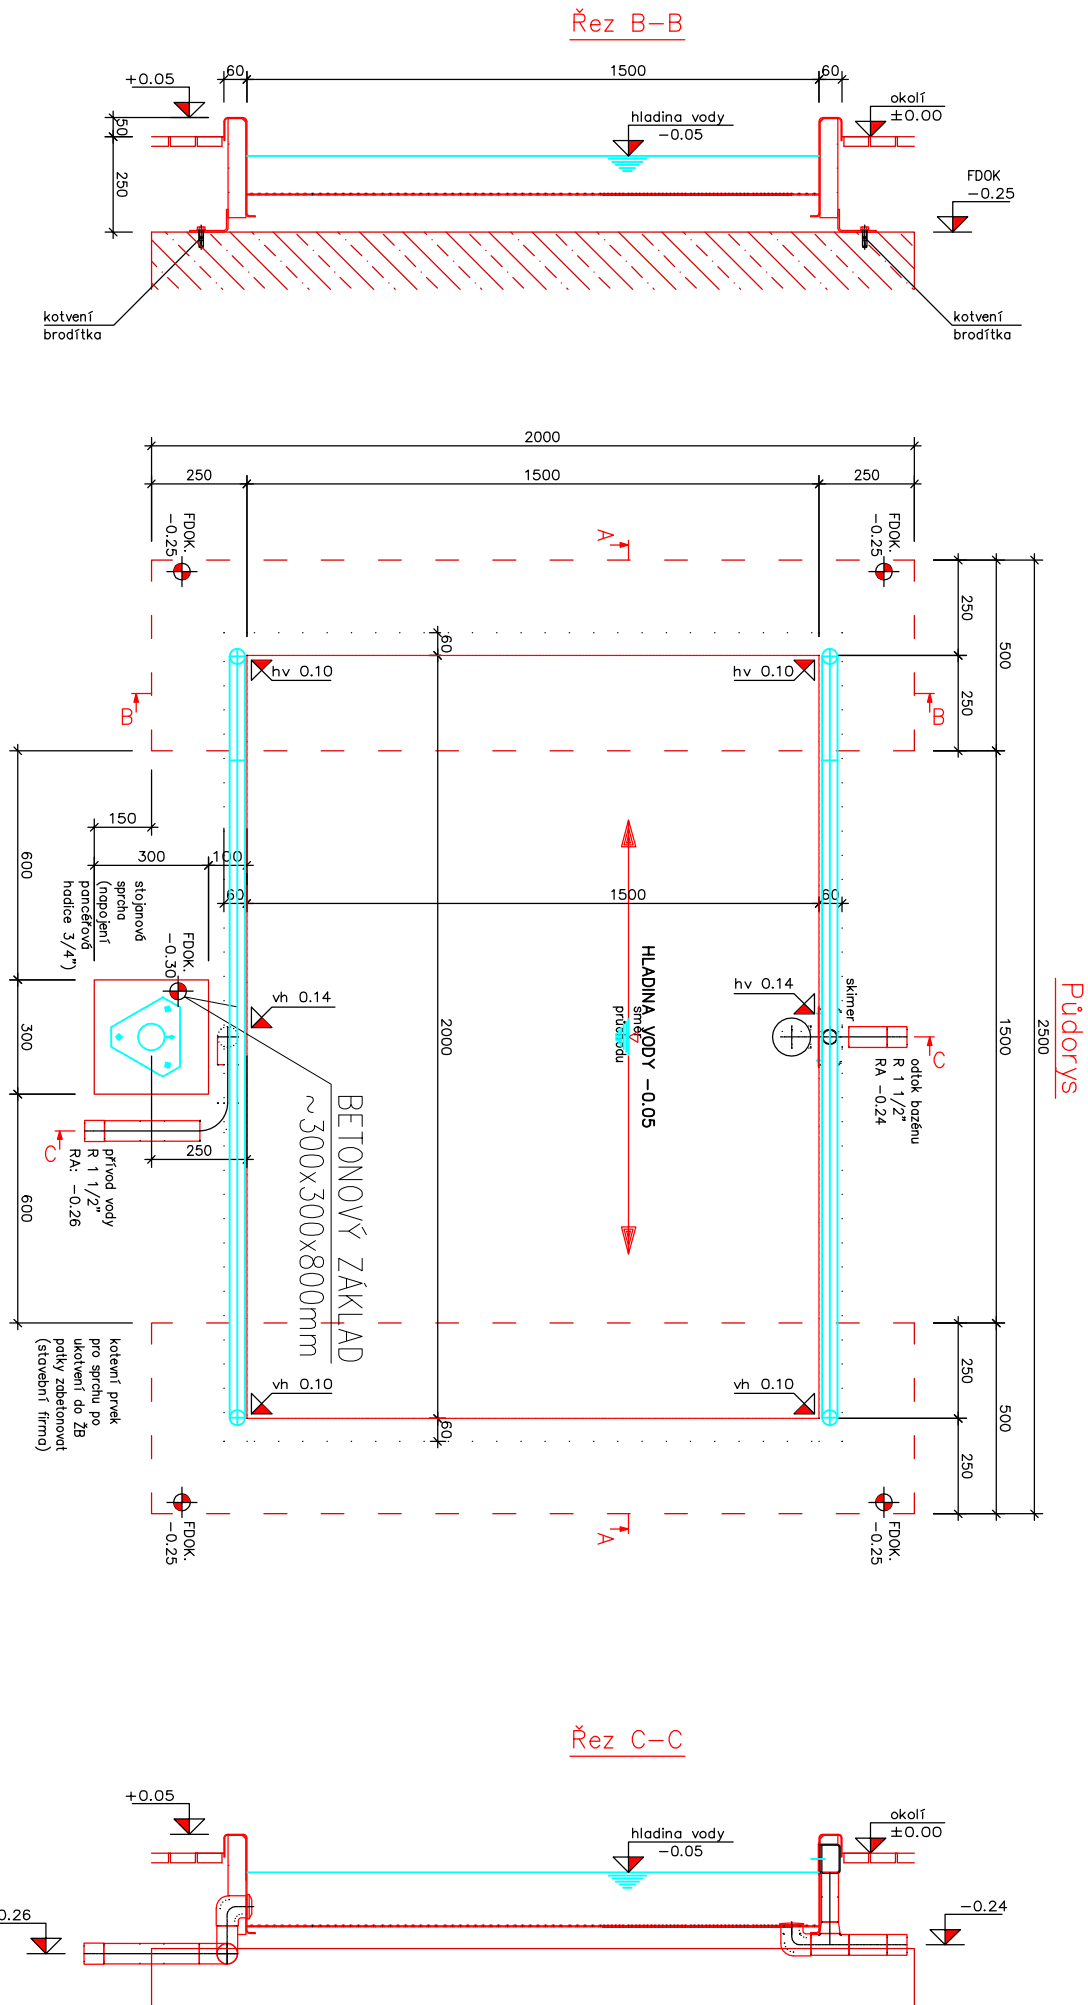 Řez B-B
60
1500
60
+0.05
okolí
±0.00
hladina vody
-0.05
50
250
FDOK
-0.25
kotvení
brodítka
kotvení
brodítka
2000
250
1500
250
FDOK.
-0.25
A
FDOK.
-0.25
250
500
60
hv 0.10
hv 0.10
250
B
B
150
300
100
600
60
1500
60
stojanová
sprcha
(napojení
pancéřová
hadice 3/4")
FDOK.
-0.30
vh 0.14
hv 0.14
skimer
HLADINA VODY -0.05
směr
průchodu
2000
300
C
odtok bazénu
R 1 1/2"
RA -0.24
1500
2500
Půdorys
BETONOVÝ ZÁKLAD
~300x300x800mm
C
250
přívod vody
R 1 1/2"
RA: -0.26
600
kotevní prvek
pro sprchu po
ukotvení do ŽB
patky zabetonovat
(stavební firma)
vh 0.10
vh 0.10
60
250
500
250
FDOK.
-0.25
A
FDOK.
-0.25
Řez C-C
+0.05
okolí
±0.00
hladina vody
-0.05
0.26
-0.24